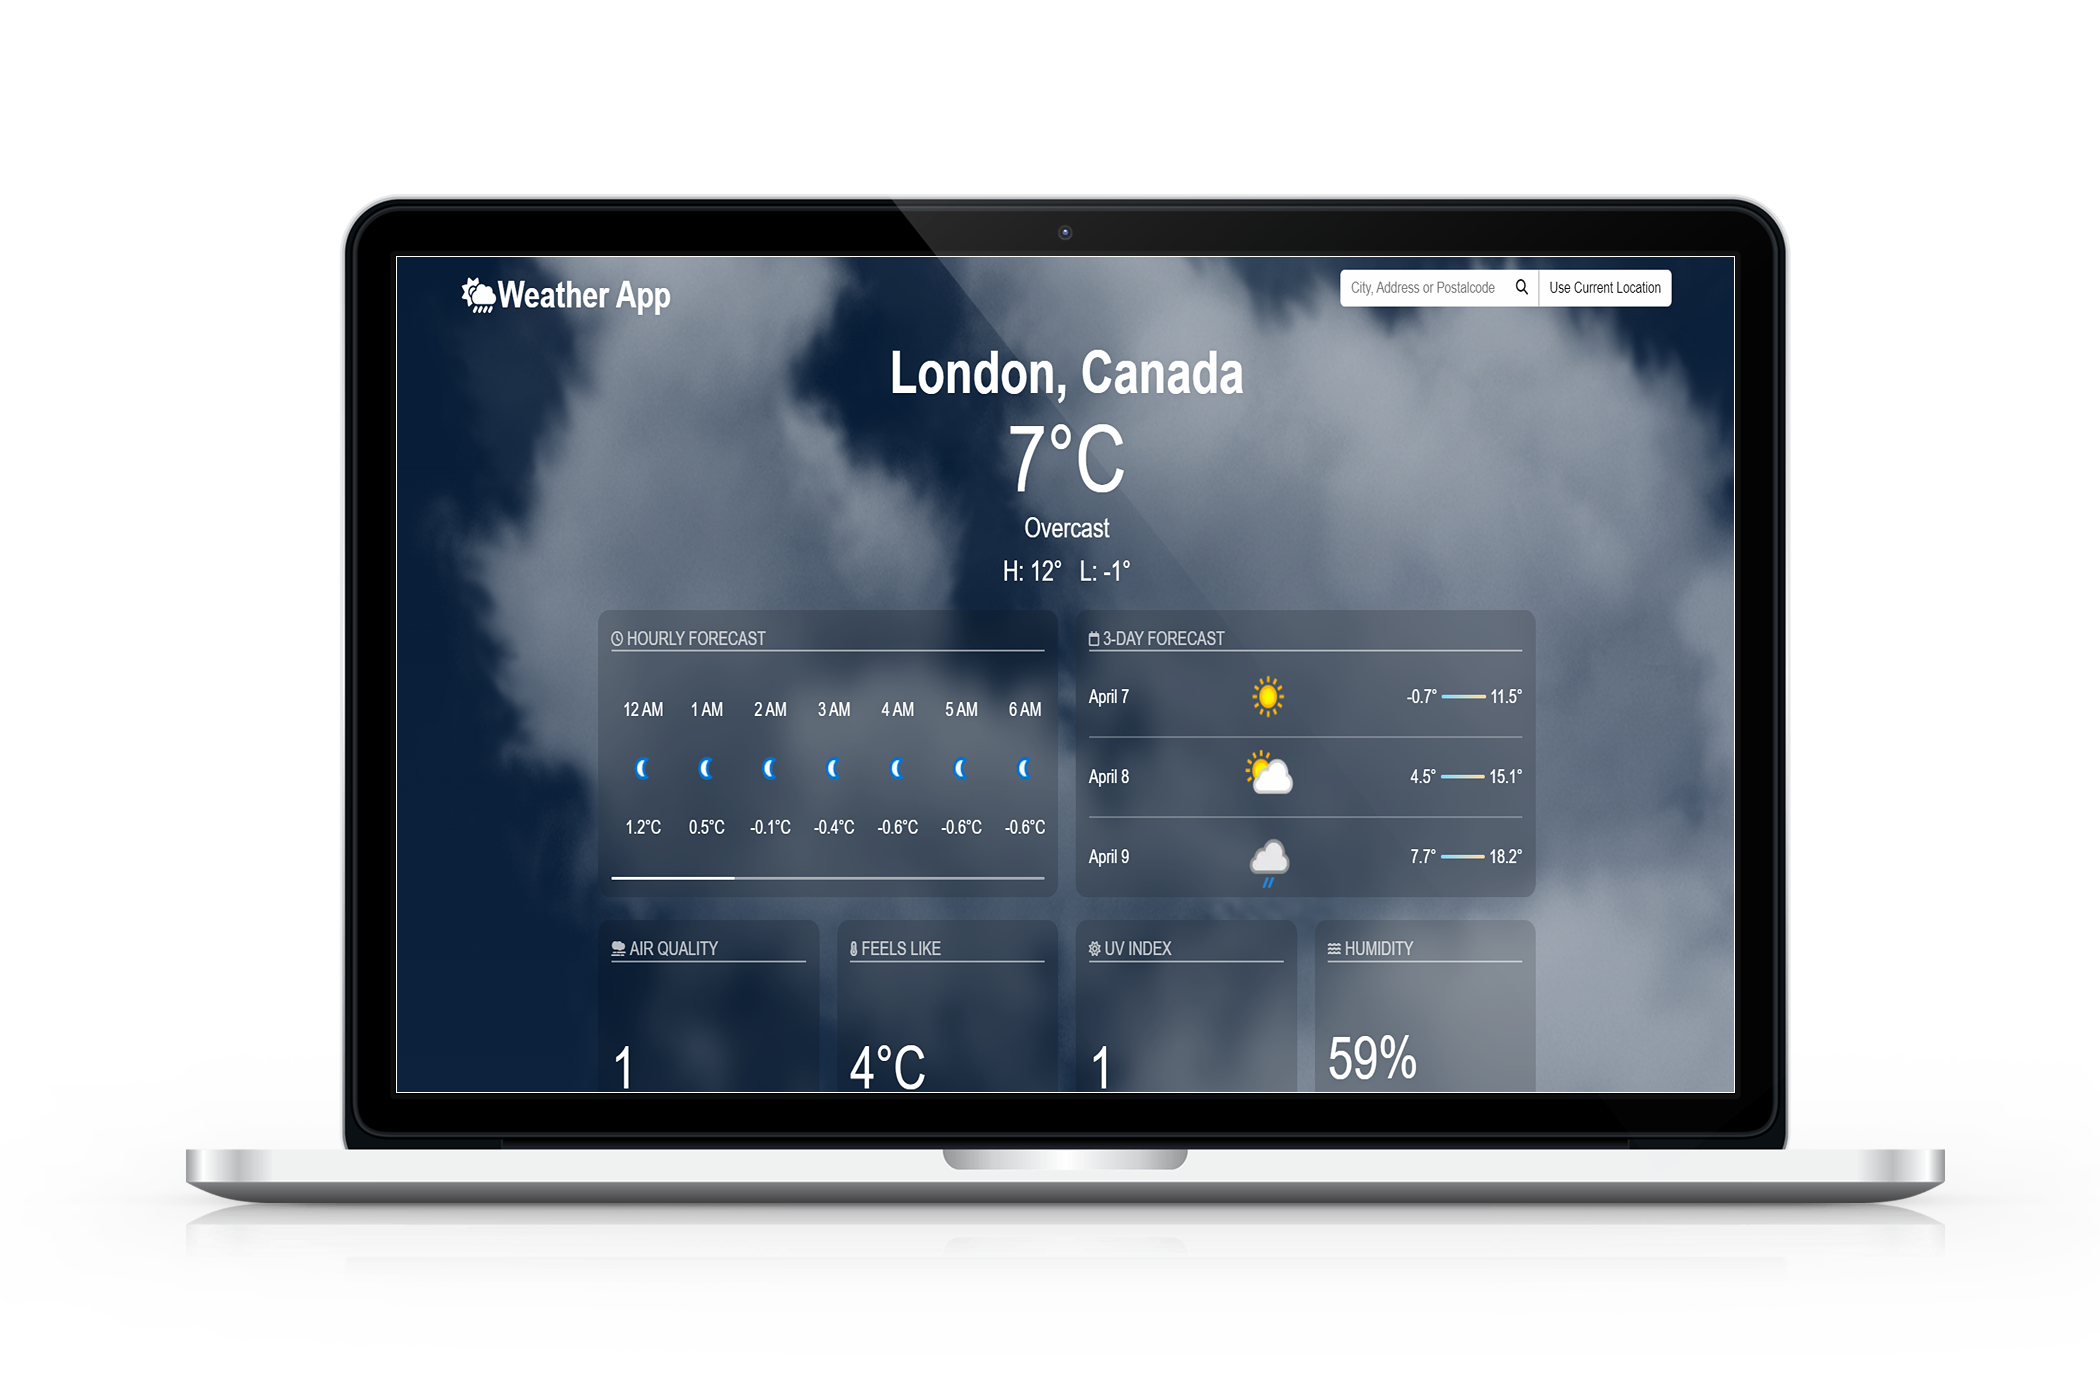 Weather App
City, Address or Postalcode
Use Current Location
London, Canada
7°C
Overcast
H: 12° L: -1°
HOURLY FORECAST
12 AM 1 AM 2 AM 3 AM 4 AM 5 AM 6 AM
1.2°C 0.5°C -0.1°C -0.4°C -0.6°C -0.6°C -0.6°C
3-DAY FORECAST
April 7 -0.7° 11.5°
April 8 4.5° 15.1°
April 9 7.7° 18.2°
AIR QUALITY
1
FEELS LIKE
4°C
UV INDEX
1
HUMIDITY
59%